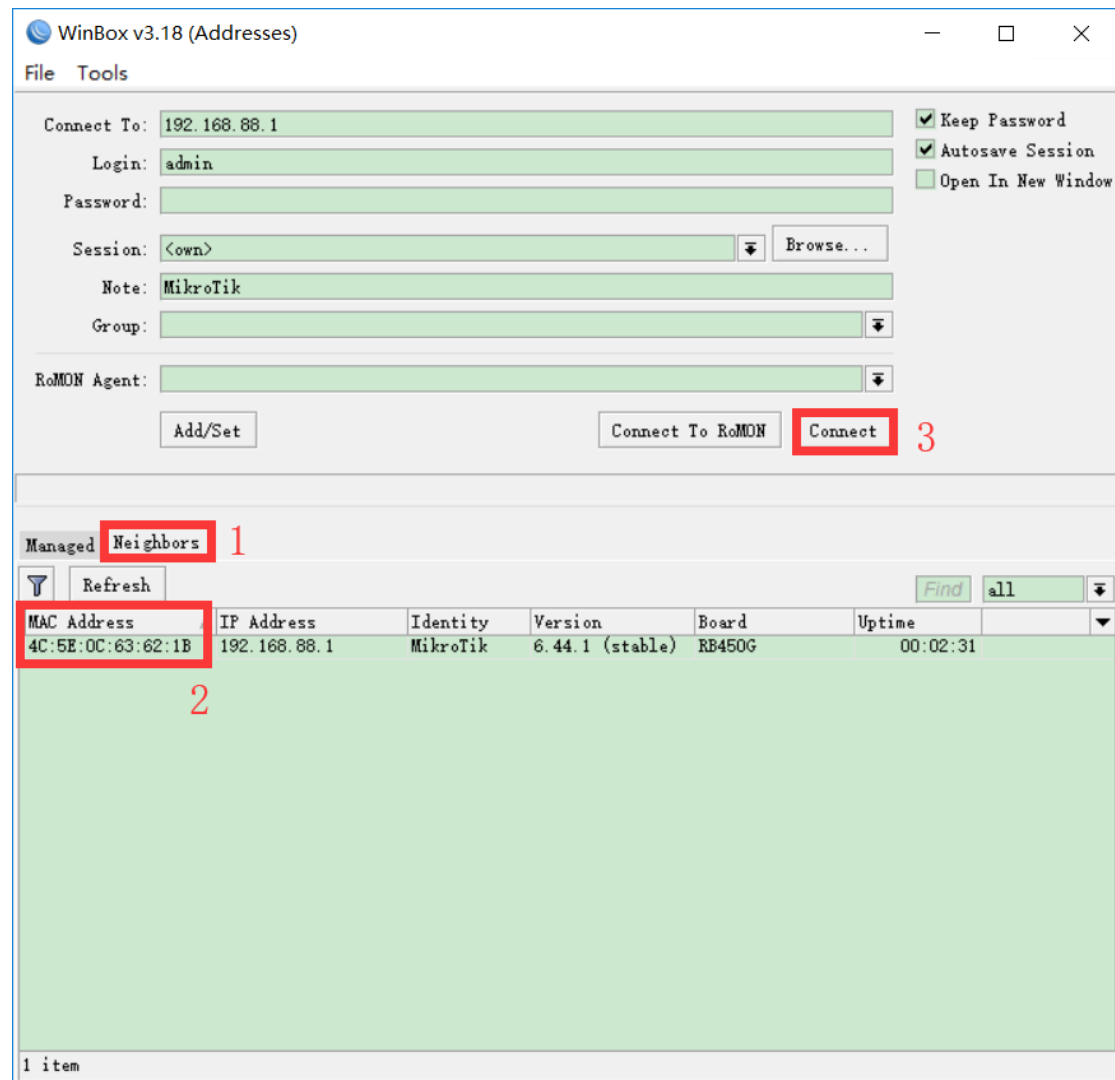 WinBox v3.18 (Addresses)
File Tools
Connect To: 192.168.88.1
Keep Password
Login: admin
Autosave Session
Password:
Open In New Window
Session: <own>
Browse...
Note: MikroTik
Group:
RoMON Agent:
Add/Set Connect To RoMON Connect 3
Managed Neighbors 1
Refresh Find all
MAC Address IP Address Identity Version Board Uptime
4C:5E:0C:63:62:1B 192.168.88.1 MikroTik 6.44.1 (stable) RB450G 00:02:31
2
1 item